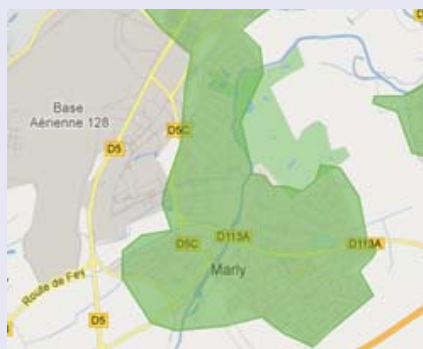 Base
Aérienne 128
D5C
D5
D5C
D113A
D113A
Marly
Route de Fey
D5